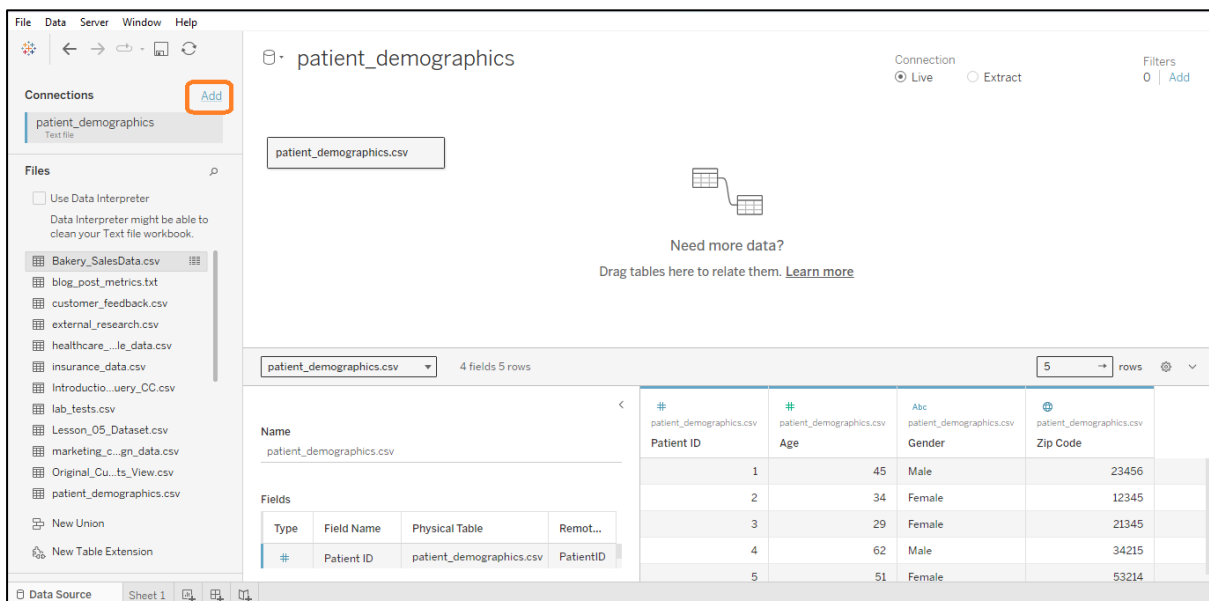 File Data Server Window Help
patient_demographics
Connection
Live Extract
Filters
0 Add
Connections Add
patient_demographics
Text file
patient_demographics.csv
Files
Use Data Interpreter
Data Interpreter might be able to
clean your Text file workbook.
Bakery_SalesData.csv
blog_post_metrics.txt
customer_feedback.csv
external_research.csv
healthcare_...le_data.csv
insurance_data.csv
Introductio...uery_CC.csv
lab_tests.csv
Lesson_05_Dataset.csv
marketing_c...gn_data.csv
Original_Cu...ts_View.csv
patient_demographics.csv
New Union
New Table Extension
Need more data?
Drag tables here to relate them. Learn more
patient_demographics.csv 4 fields 5 rows 5 → rows
Name
patient_demographics.csv
Fields
Type Field Name Physical Table Remot...
# Patient ID patient_demographics.csv PatientID
# # Abc
patient_demographics.csv patient_demographics.csv patient_demographics.csv patient_demographics.csv
Patient ID Age Gender Zip Code
1 45 Male 23456
2 34 Female 12345
3 29 Female 21345
4 62 Male 34215
5 51 Female 53214
Data Source Sheet 1